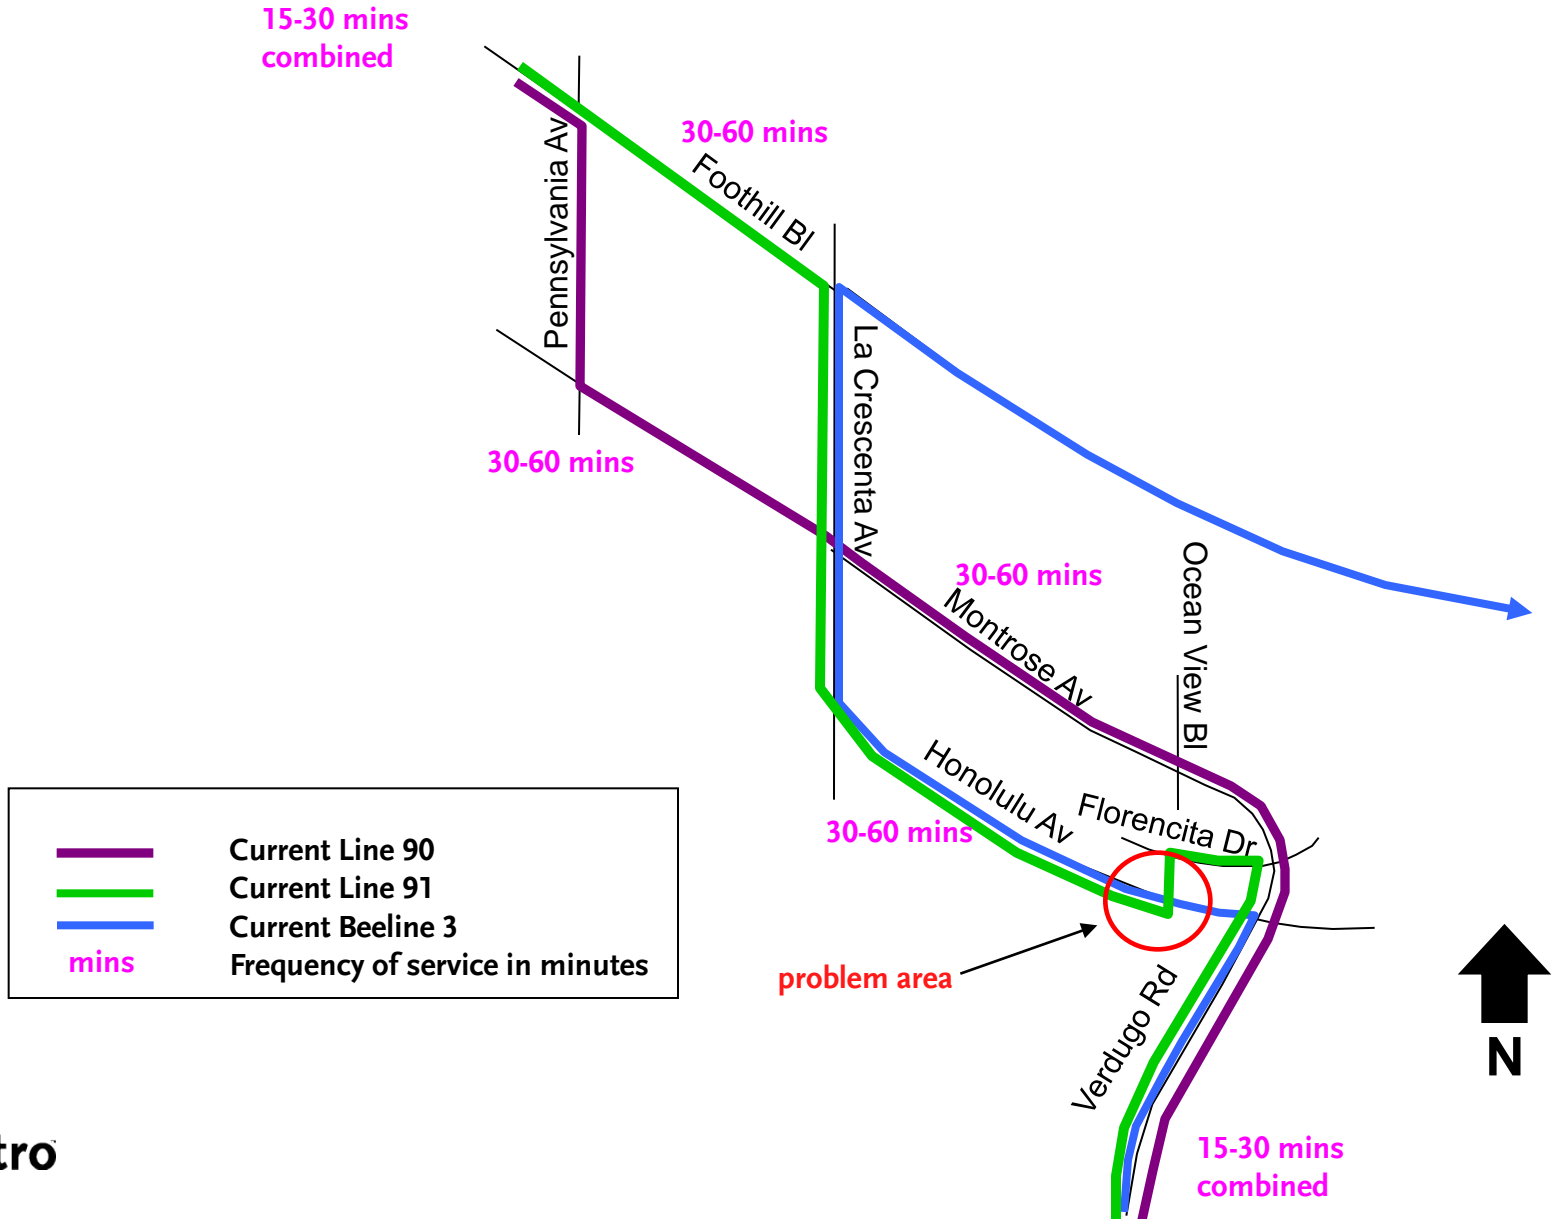 15-30 mins
combined
30-60 mins
Foothill Bl
Pennsylvania Av
La Crescenta Av
30-60 mins
30-60 mins
Montrose Av
Ocean View Bl
Honolulu Av
Florencita Dr
30-60 mins
Current Line 90
Current Line 91
Current Beeline 3
mins Frequency of service in minutes
problem area
Verdugo Rd
N
15-30 mins
combined
tro